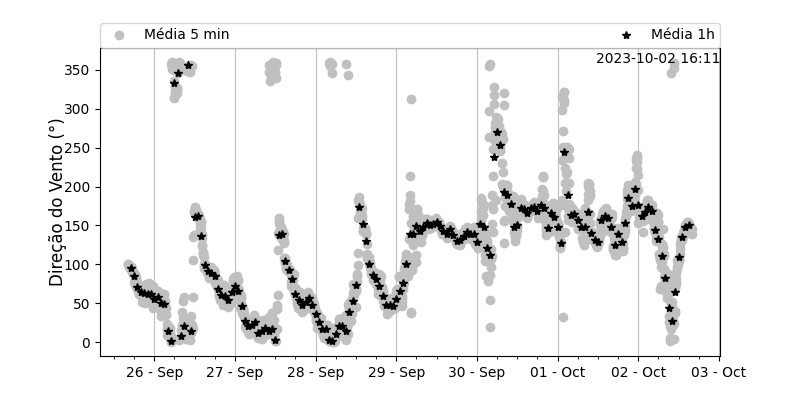 Média 5 min
Média 1h
2023-10-02 16:11
Direção do Vento (°)
350
300
250
200
150
100
50
0
26 - Sep
27 - Sep
28 - Sep
29 - Sep
30 - Sep
01 - Oct
02 - Oct
03 - Oct